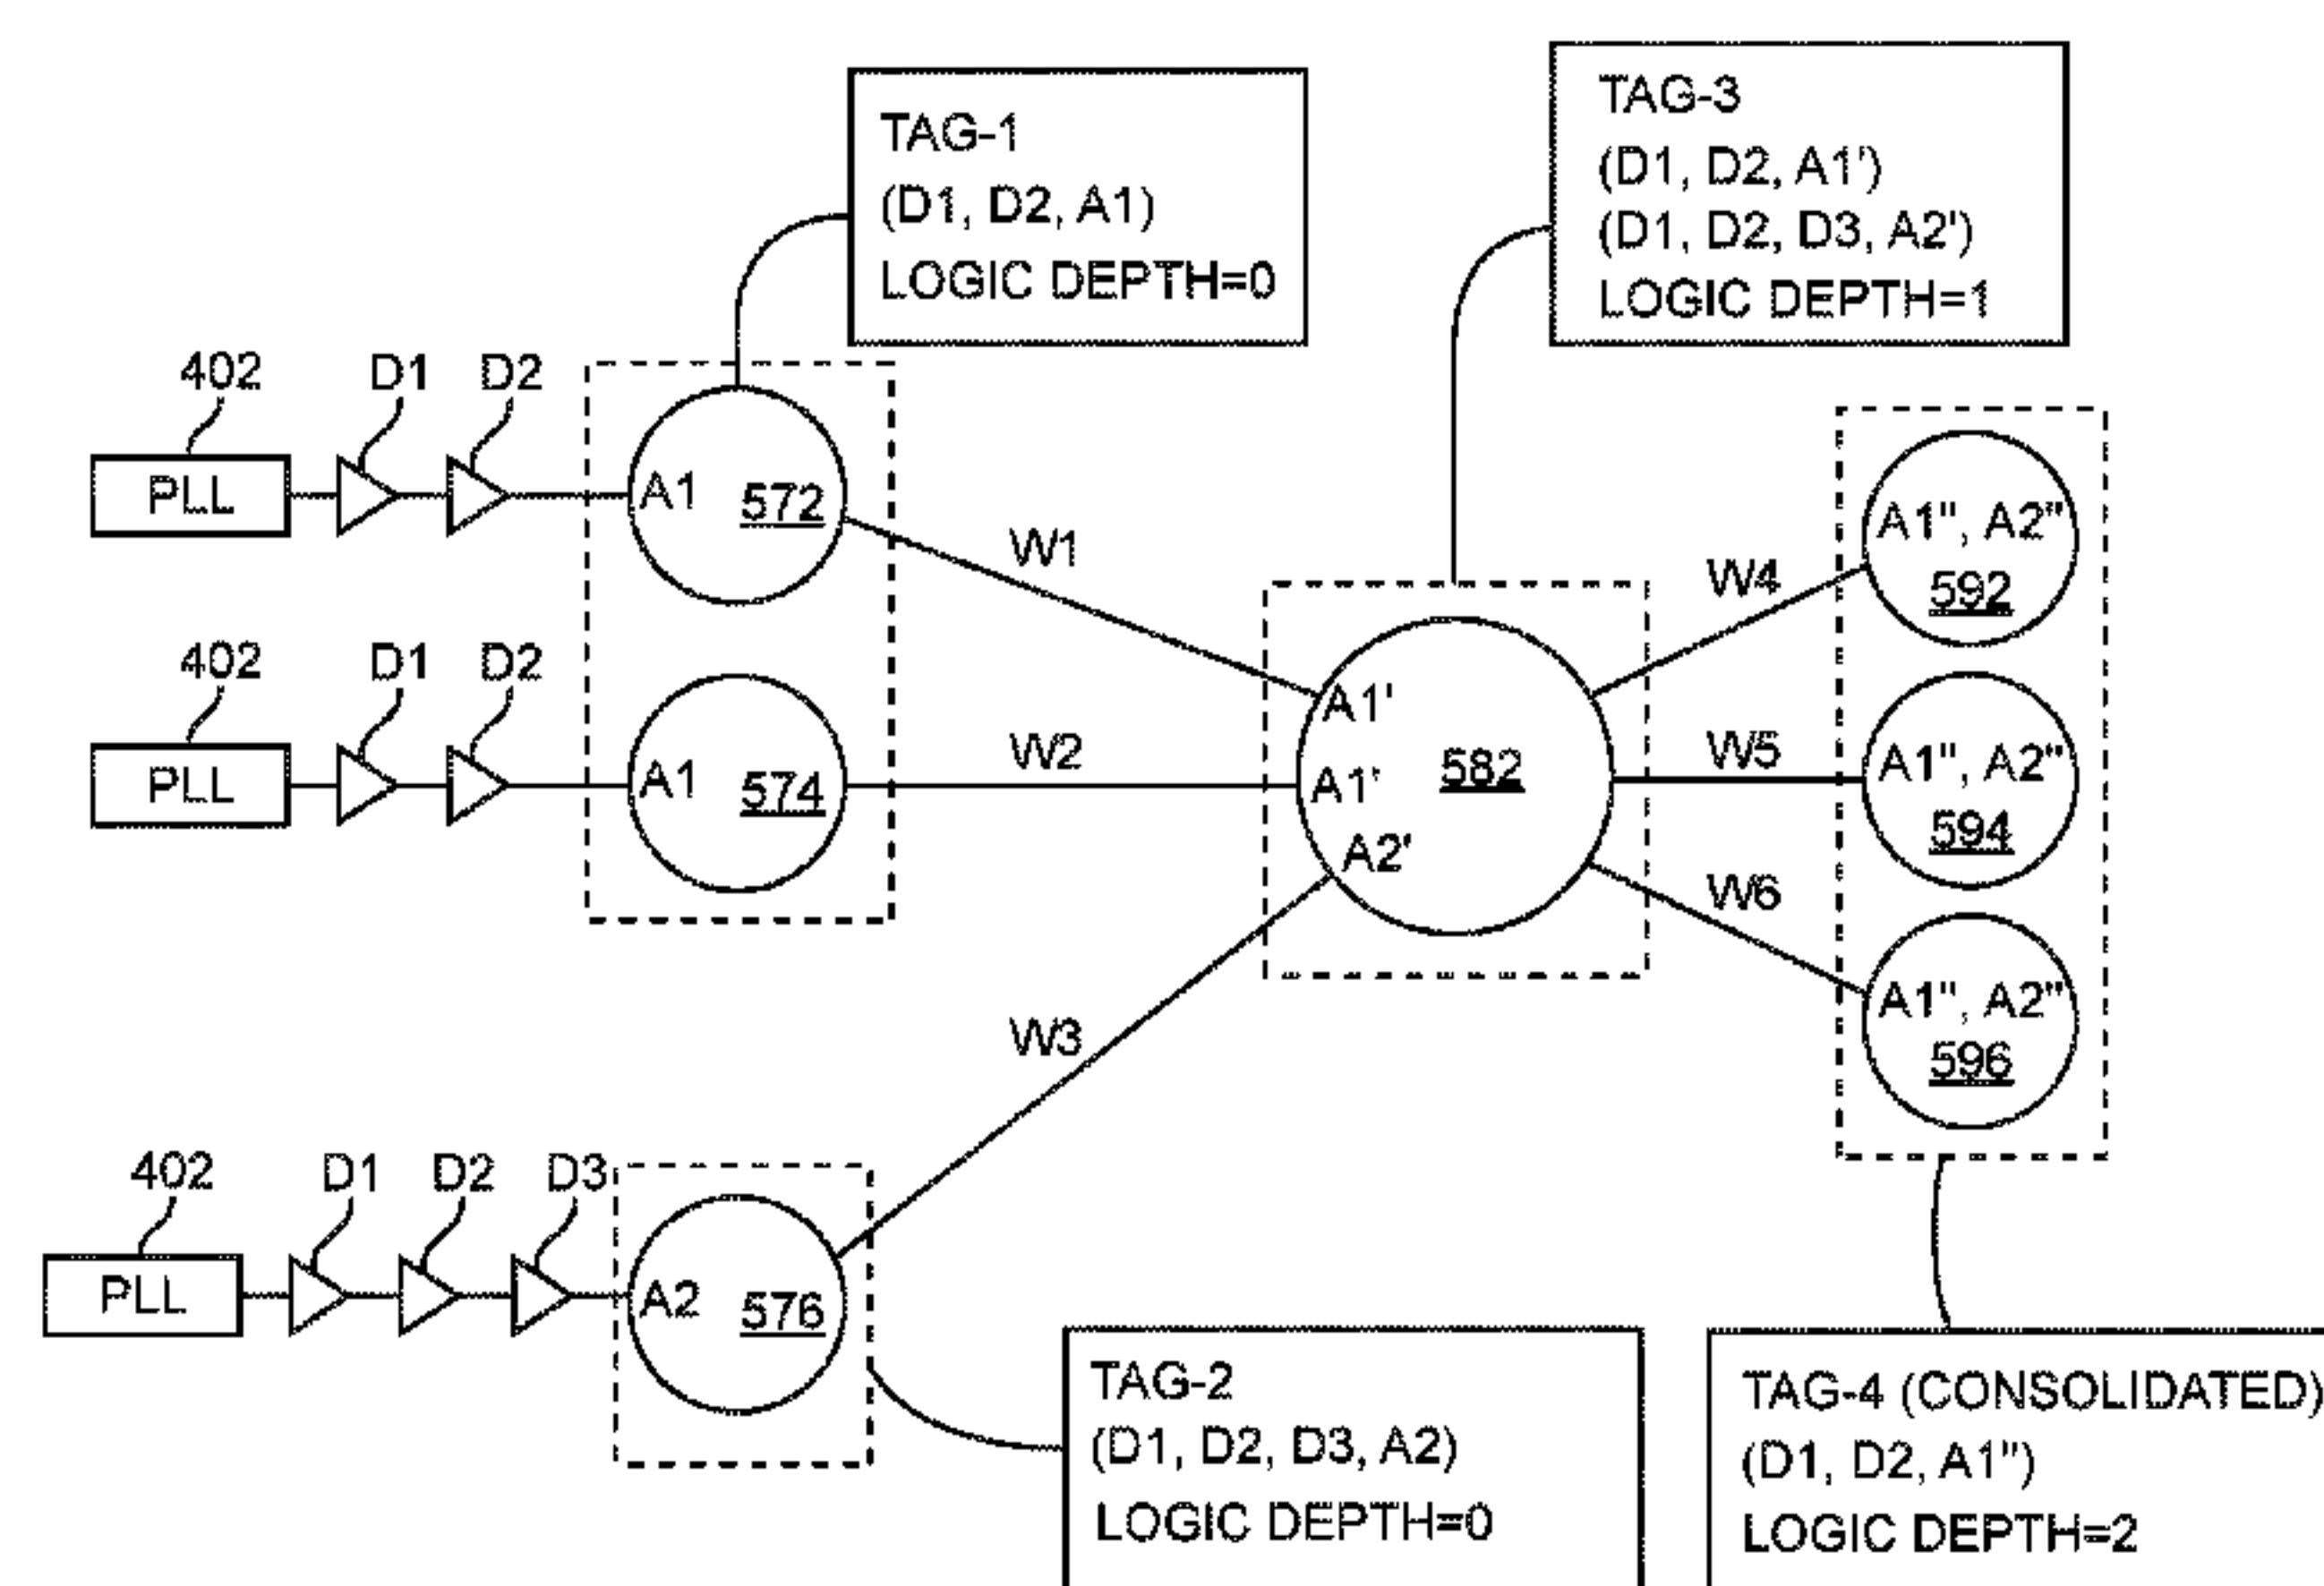 TAG-1
(D1, D2, A1)
LOGIC DEPTH=0
TAG-3
(D1, D2, A1')
(D1, D2, D3, A2')
LOGIC DEPTH=1
402
D1
D2
PLL
A1
572
W1
402
D1
D2
PLL
A1
574
W2
A1'
A1'
A2'
582
W3
W4
W5
W6
A1", A2"
592
A1", A2"
594
A1", A2"
596
402
D1
D2
D3
PLL
A2
576
TAG-2
(D1, D2, D3, A2)
LOGIC DEPTH=0
TAG-4 (CONSOLIDATED)
(D1, D2, A1")
LOGIC DEPTH=2